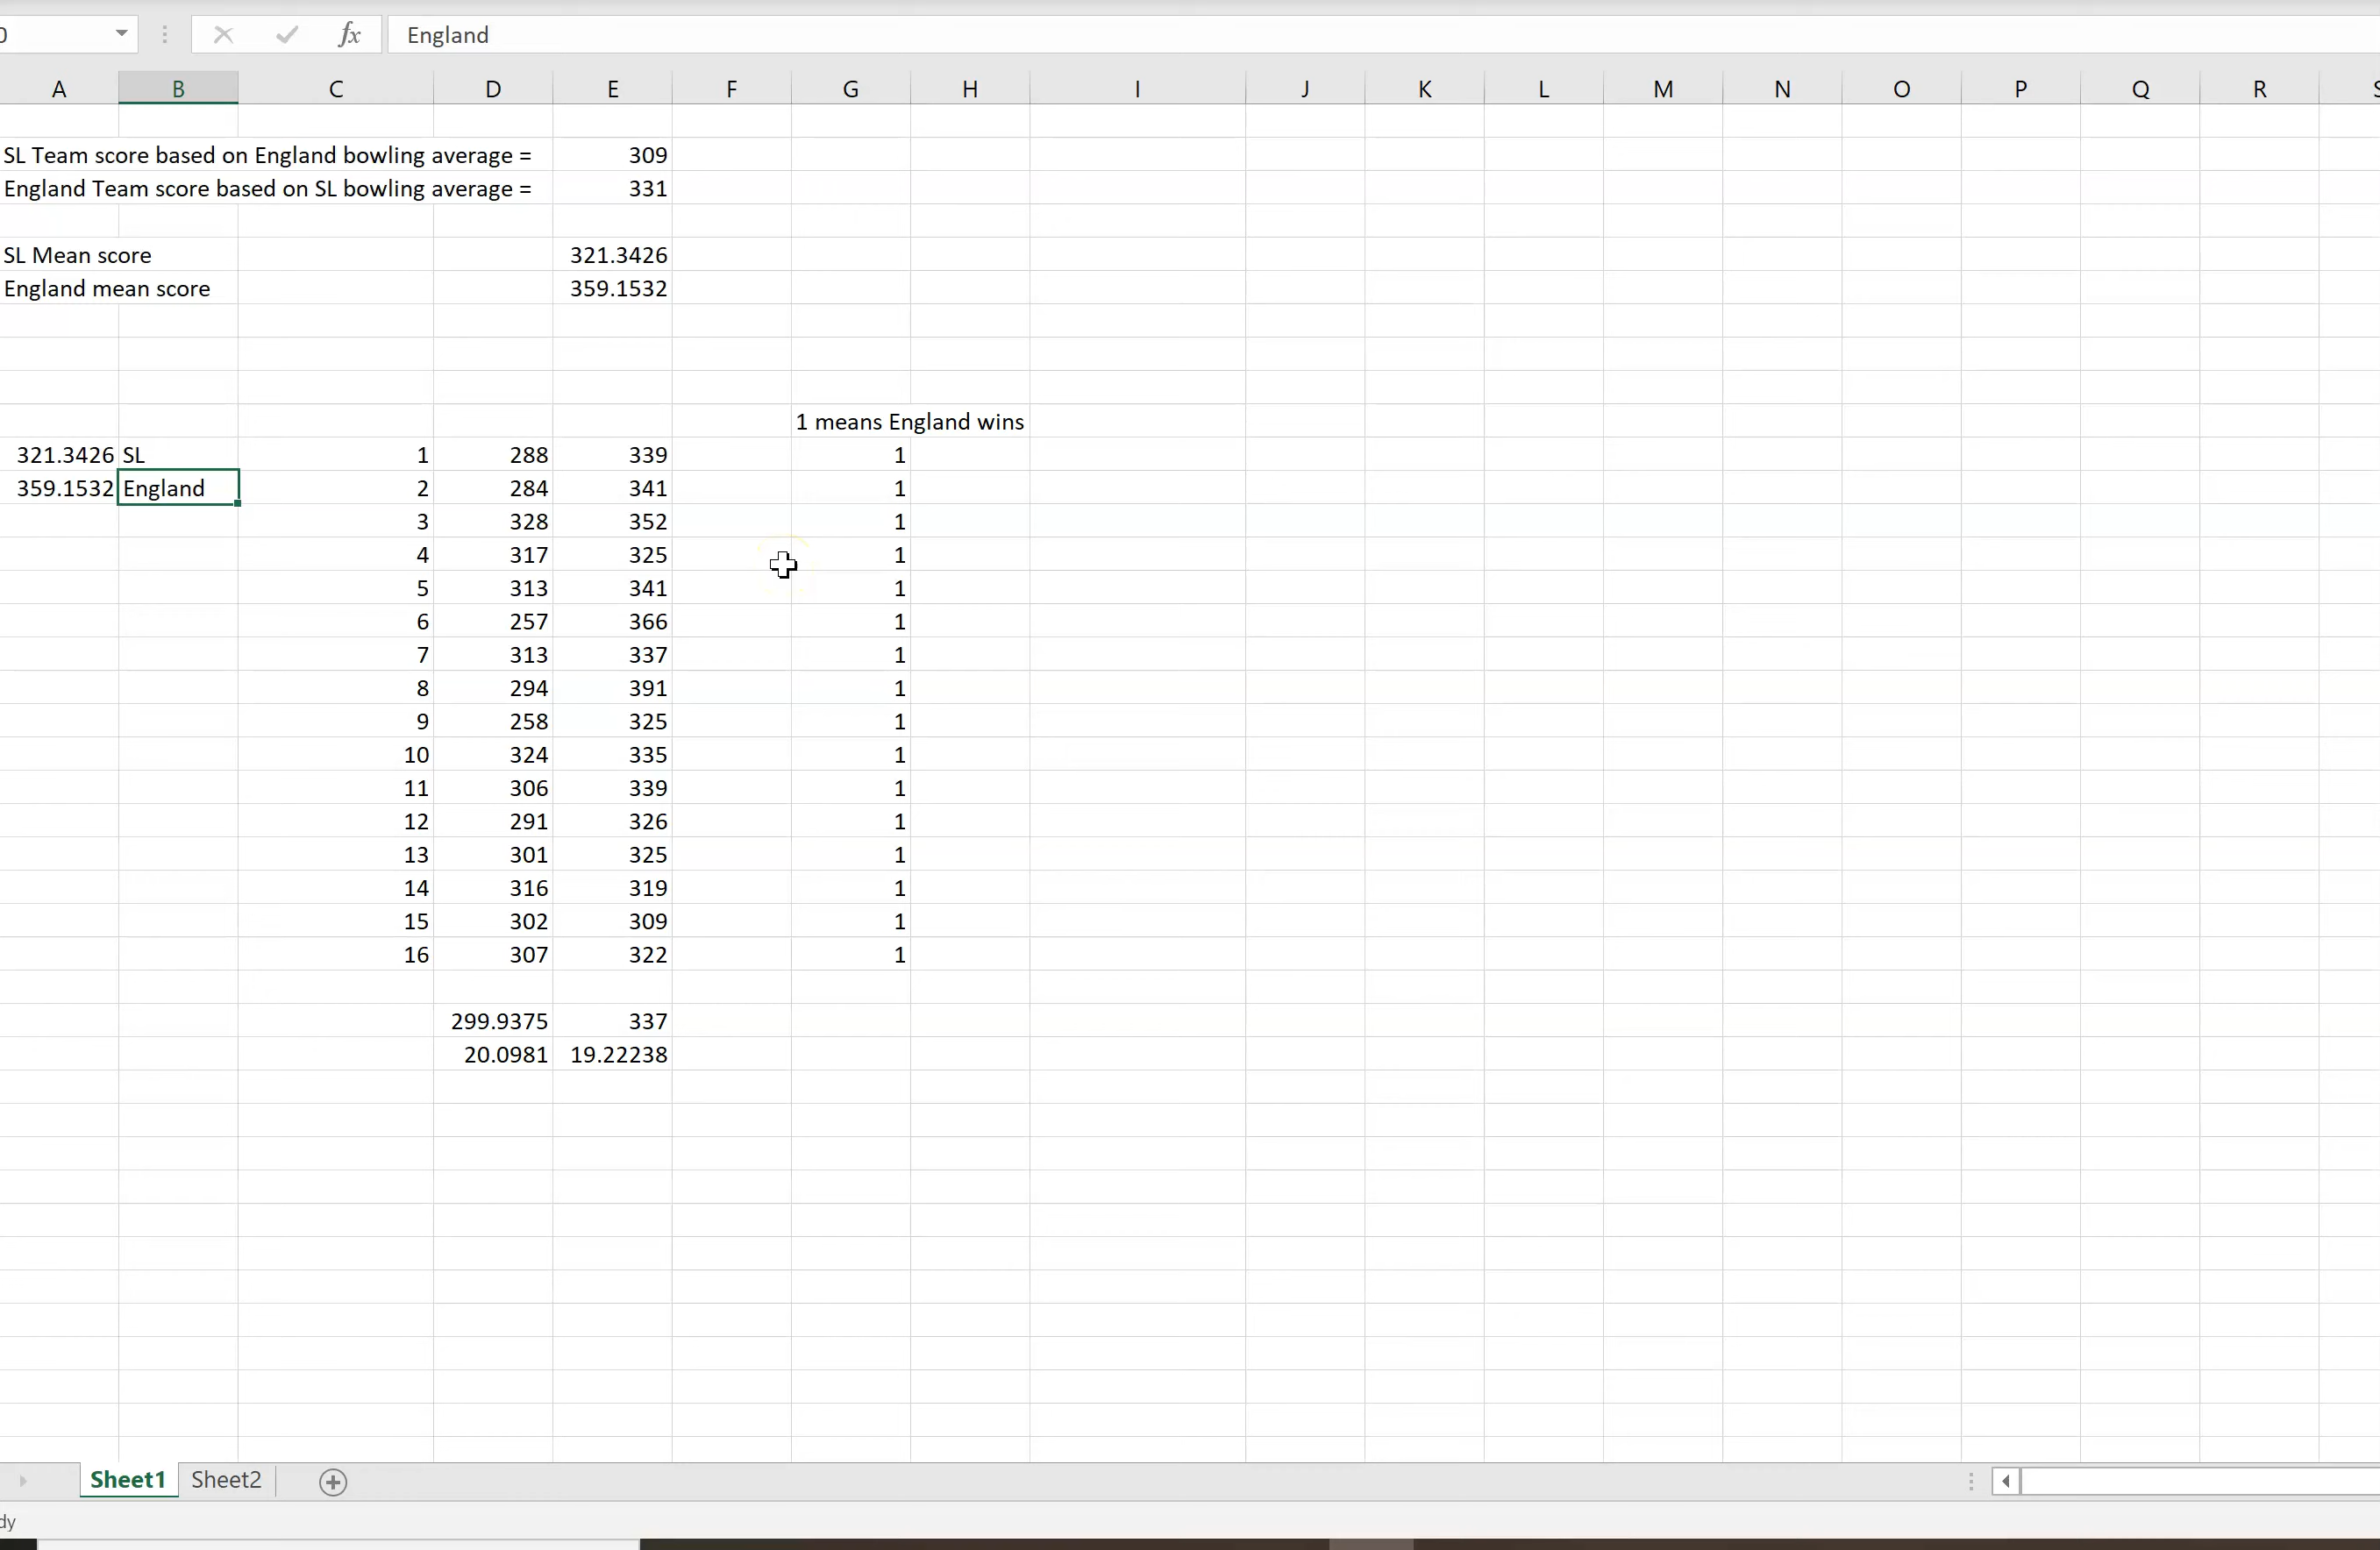 0 fx England
A B C D E F G H I J K L M N O P Q R S
SL Team score based on England bowling average = 309
England Team score based on SL bowling average = 331
SL Mean score 321.3426
England mean score 359.1532
1 means England wins
321.3426 SL 1 288 339 1
359.1532 England 2 284 341 1
3 328 352 1
4 317 325 1
5 313 341 1
6 257 366 1
7 313 337 1
8 294 391 1
9 258 325 1
10 324 335 1
11 306 339 1
12 291 326 1
13 301 325 1
14 316 319 1
15 302 309 1
16 307 322 1
299.9375 337
20.0981 19.22238
Sheet1 Sheet2
dy